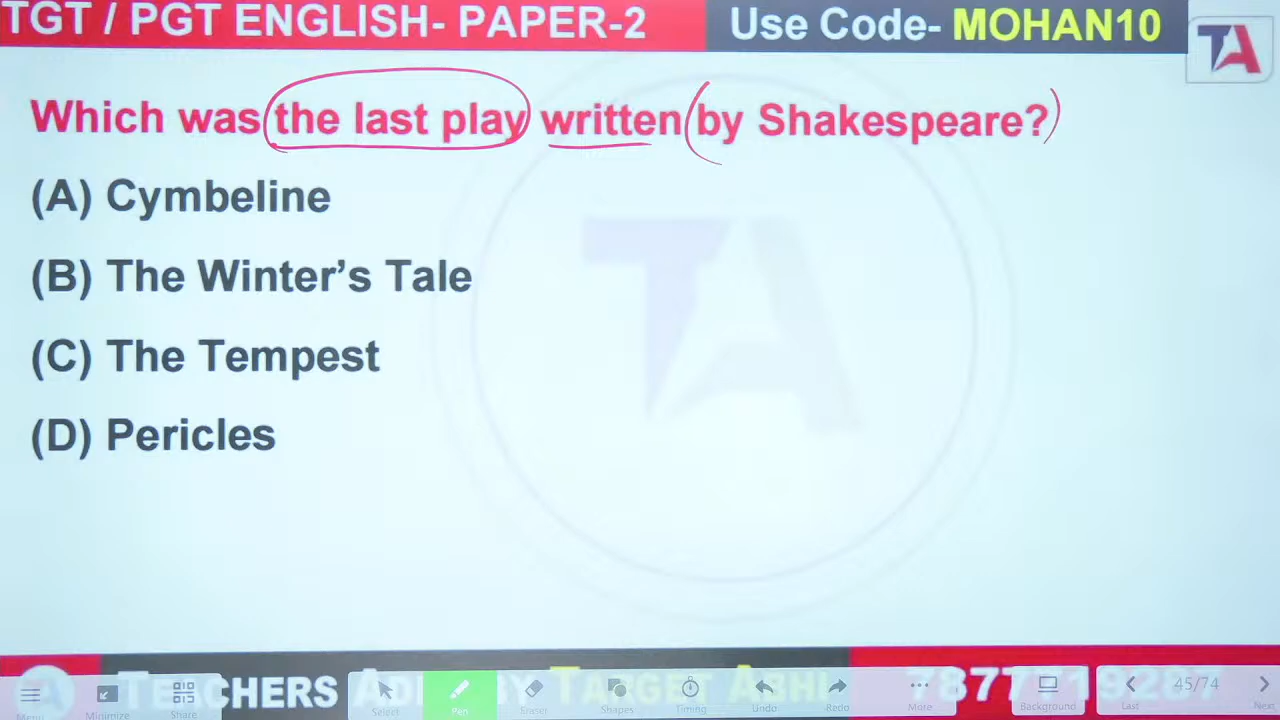 TGT / PGT ENGLISH- PAPER-2
Use Code- MOHAN10
TA
Which was the last play written by Shakespeare?
(A) Cymbeline
(B) The Winter’s Tale
(C) The Tempest
(D) Pericles
TEACHERS
Menu
Minimize
Share
Select
Pen
Eraser
Shapes
Timing
Undo
Redo
More
Background
Last
45/74
Next